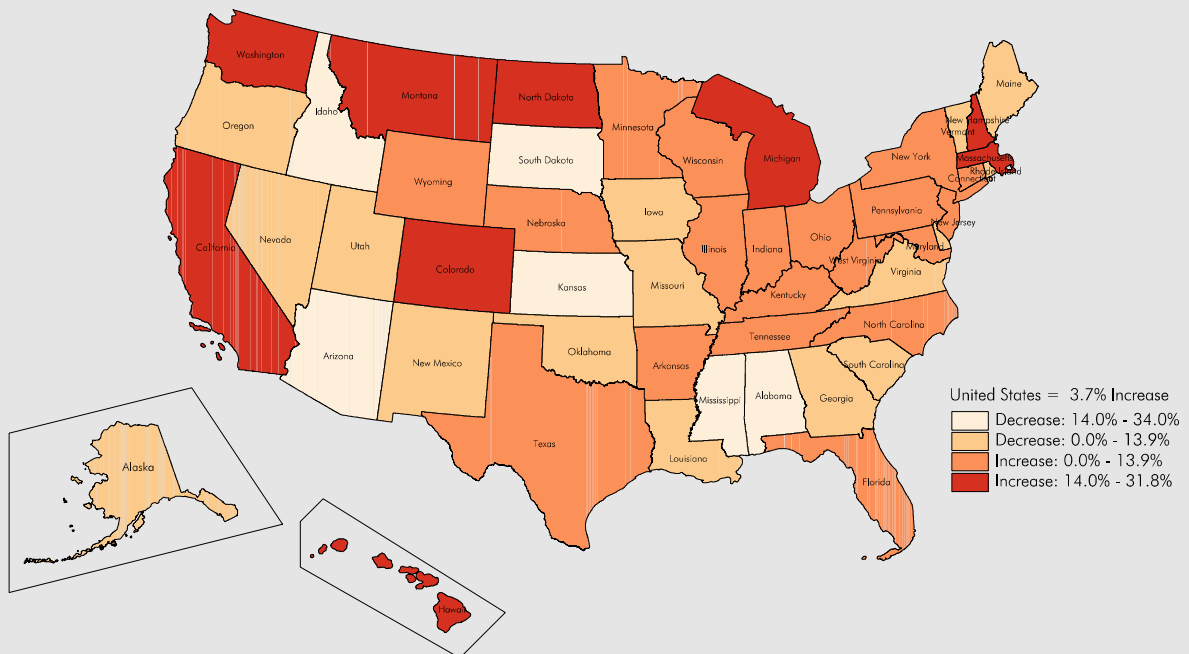 Washington
Montana
North Dakota
Minnesota
Maine
Idaho
Oregon
South Dakota
Wisconsin
Michigan
New Hampshire
Vermont
New York
Massachusetts
Rhode Island
Connecticut
Wyoming
Nebraska
Iowa
Pennsylvania
New Jersey
California
Nevada
Utah
Colorado
Illinois
Indiana
Ohio
Maryland
West Virginia
Virginia
Kansas
Missouri
Kentucky
North Carolina
Tennessee
Arizona
New Mexico
Oklahoma
Arkansas
South Carolina
Mississippi
Alabama
Georgia
Texas
Louisiana
Florida
Alaska
Hawaii
United States = 3.7% Increase
Decrease: 14.0% - 34.0%
Decrease: 0.0% - 13.9%
Increase: 0.0% - 13.9%
Increase: 14.0% - 31.8%